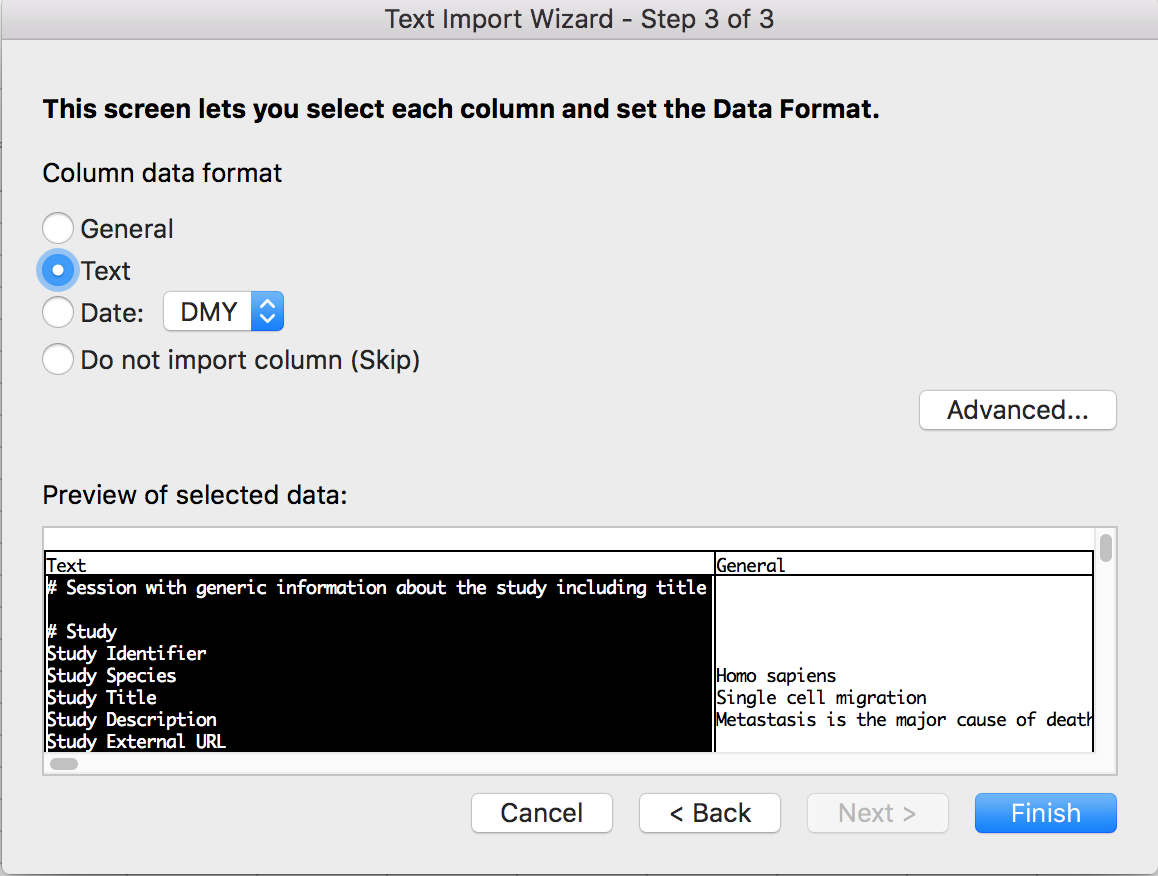 Text Import Wizard - Step 3 of 3
This screen lets you select each column and set the Data Format.
Column data format
General
Text
Date: DMY
Do not import column (Skip)
Advanced...
Preview of selected data:
Text General
# Session with generic information about the study including title
# Study
Study Identifier
Study Species Homo sapiens
Study Title Single cell migration
Study Description Metastasis is the major cause of death
Study External URL
Cancel < Back Next > Finish